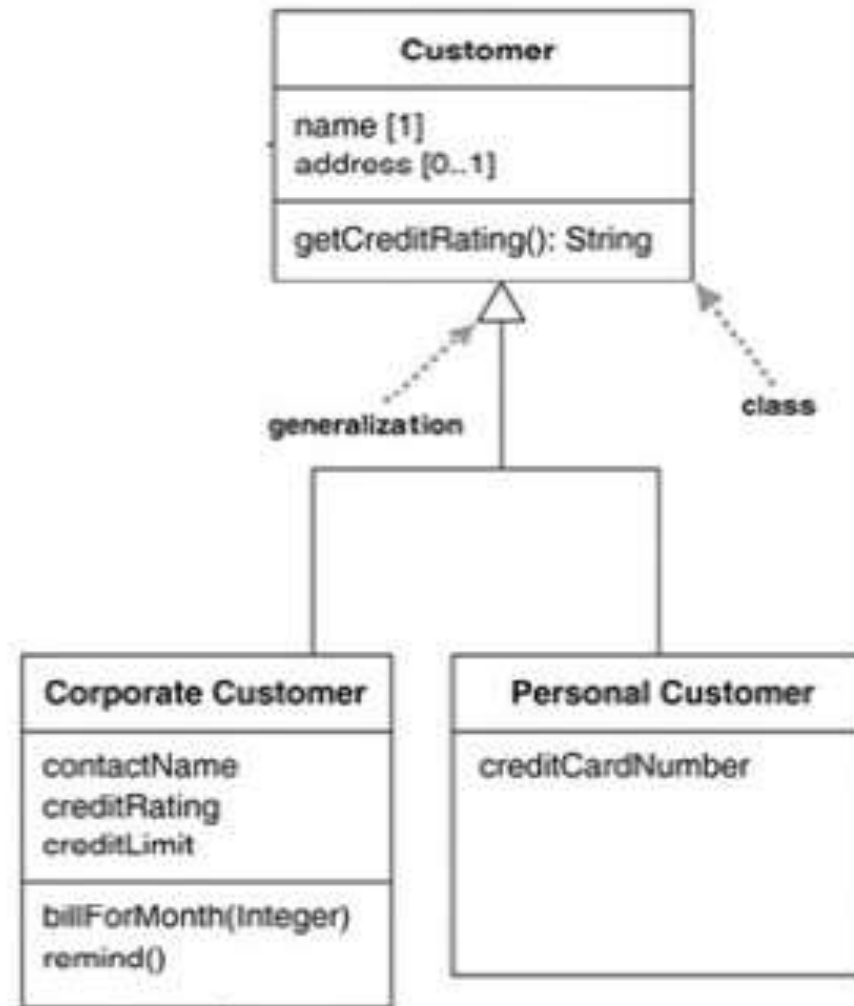 Customer
name [1]
address [0..1]
getCreditRating(): String
generalization
class
Corporate Customer
contactName
creditRating
creditLimit
billForMonth(Integer)
remind()
Personal Customer
creditCardNumber